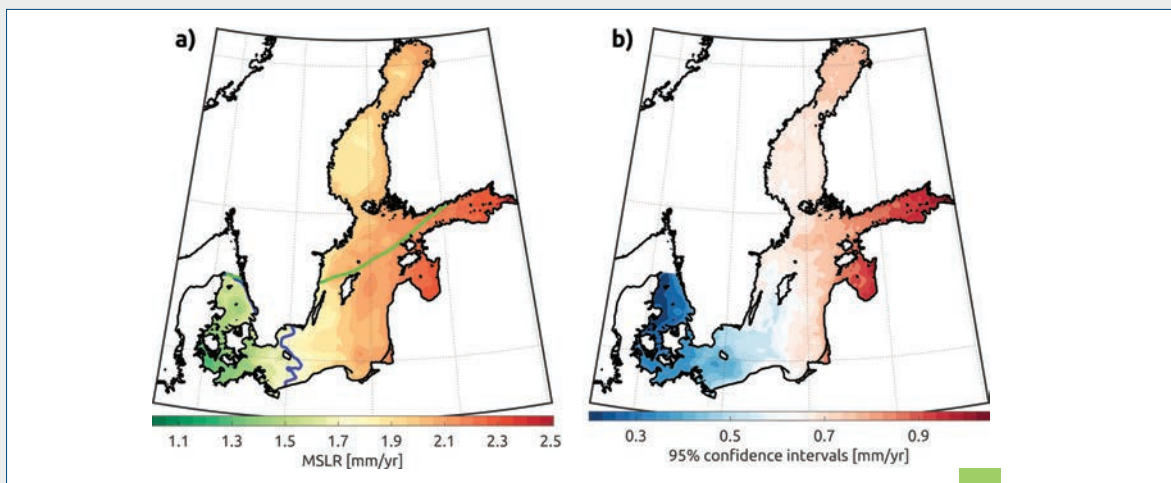 a)
b)
1.1 1.3 1.5 1.7 1.9 2.1 2.3 2.5
MSLR [mm/yr]
0.3 0.5 0.7 0.9
95% confidence intervals [mm/yr]